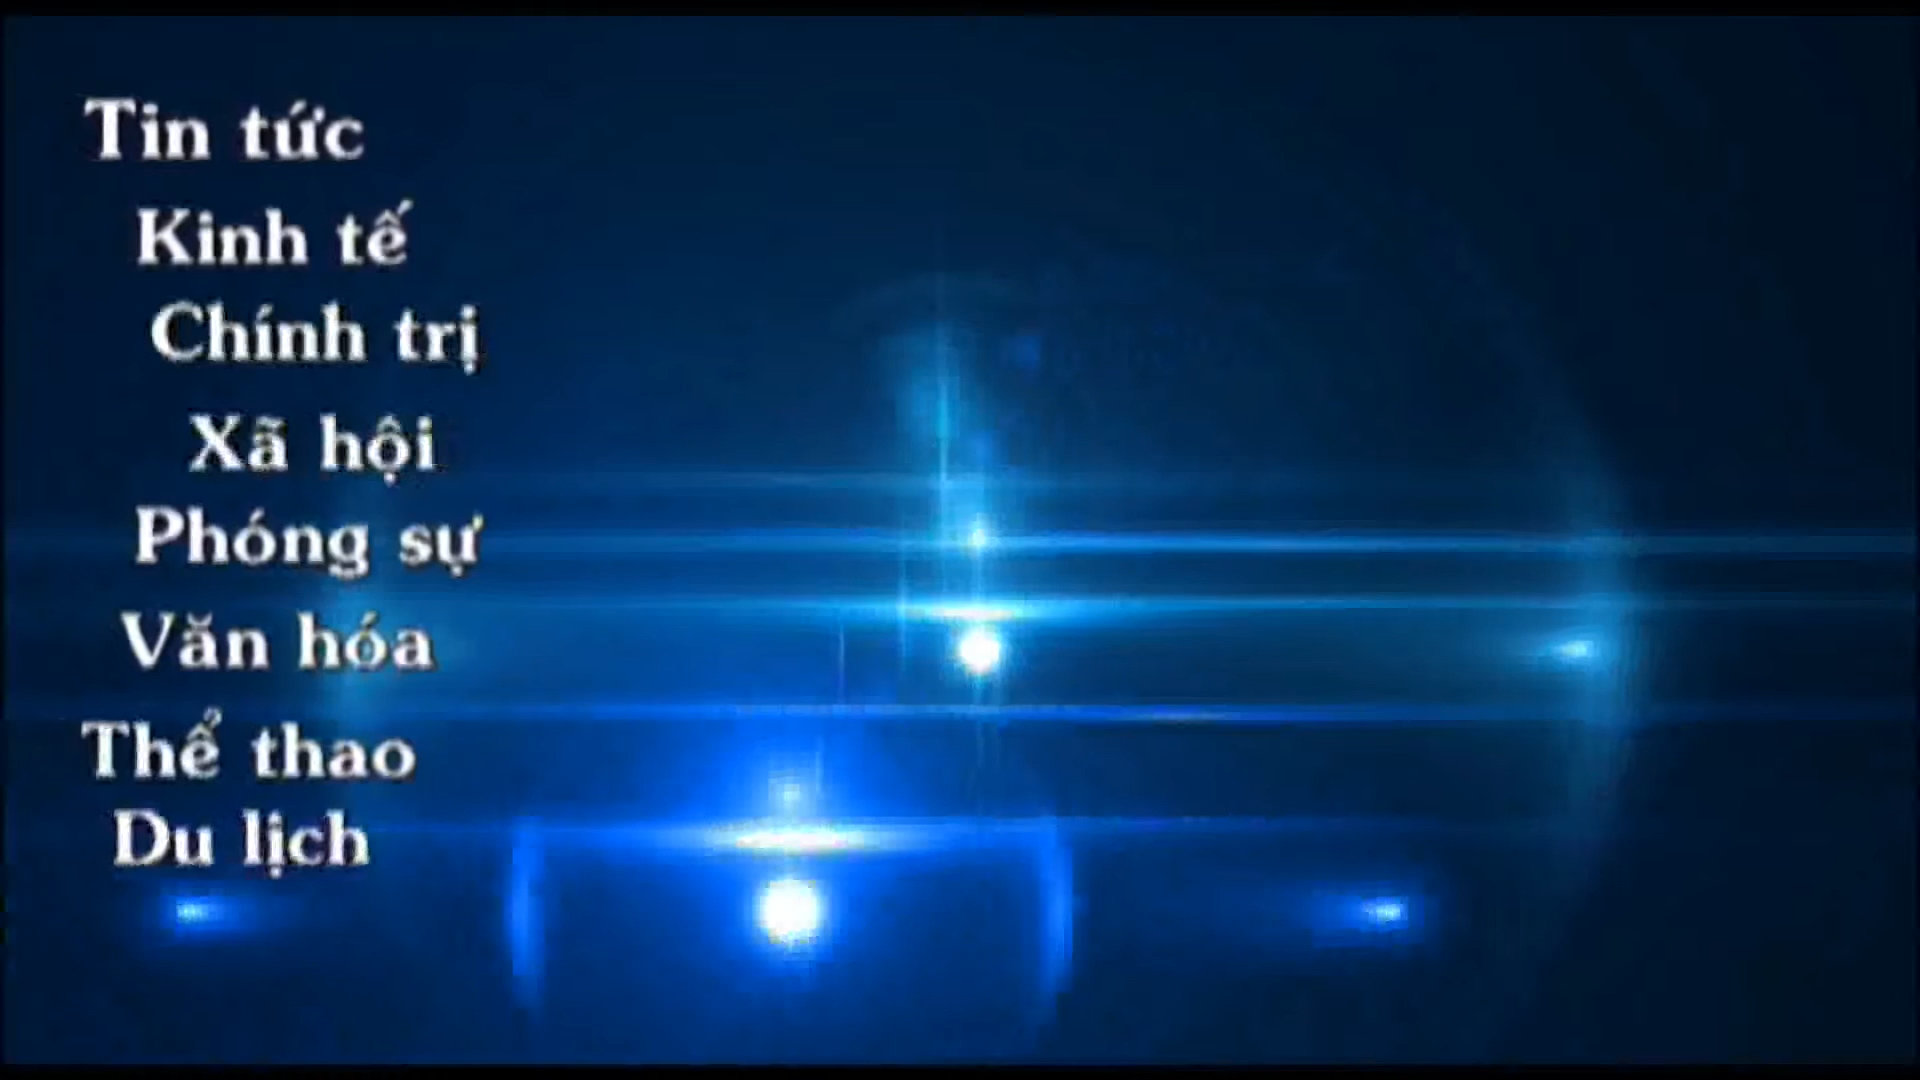 Tin tức
Kinh tế
Chính trị
Xã hội
Phóng sự
Văn hóa
Thể thao
Du lịch